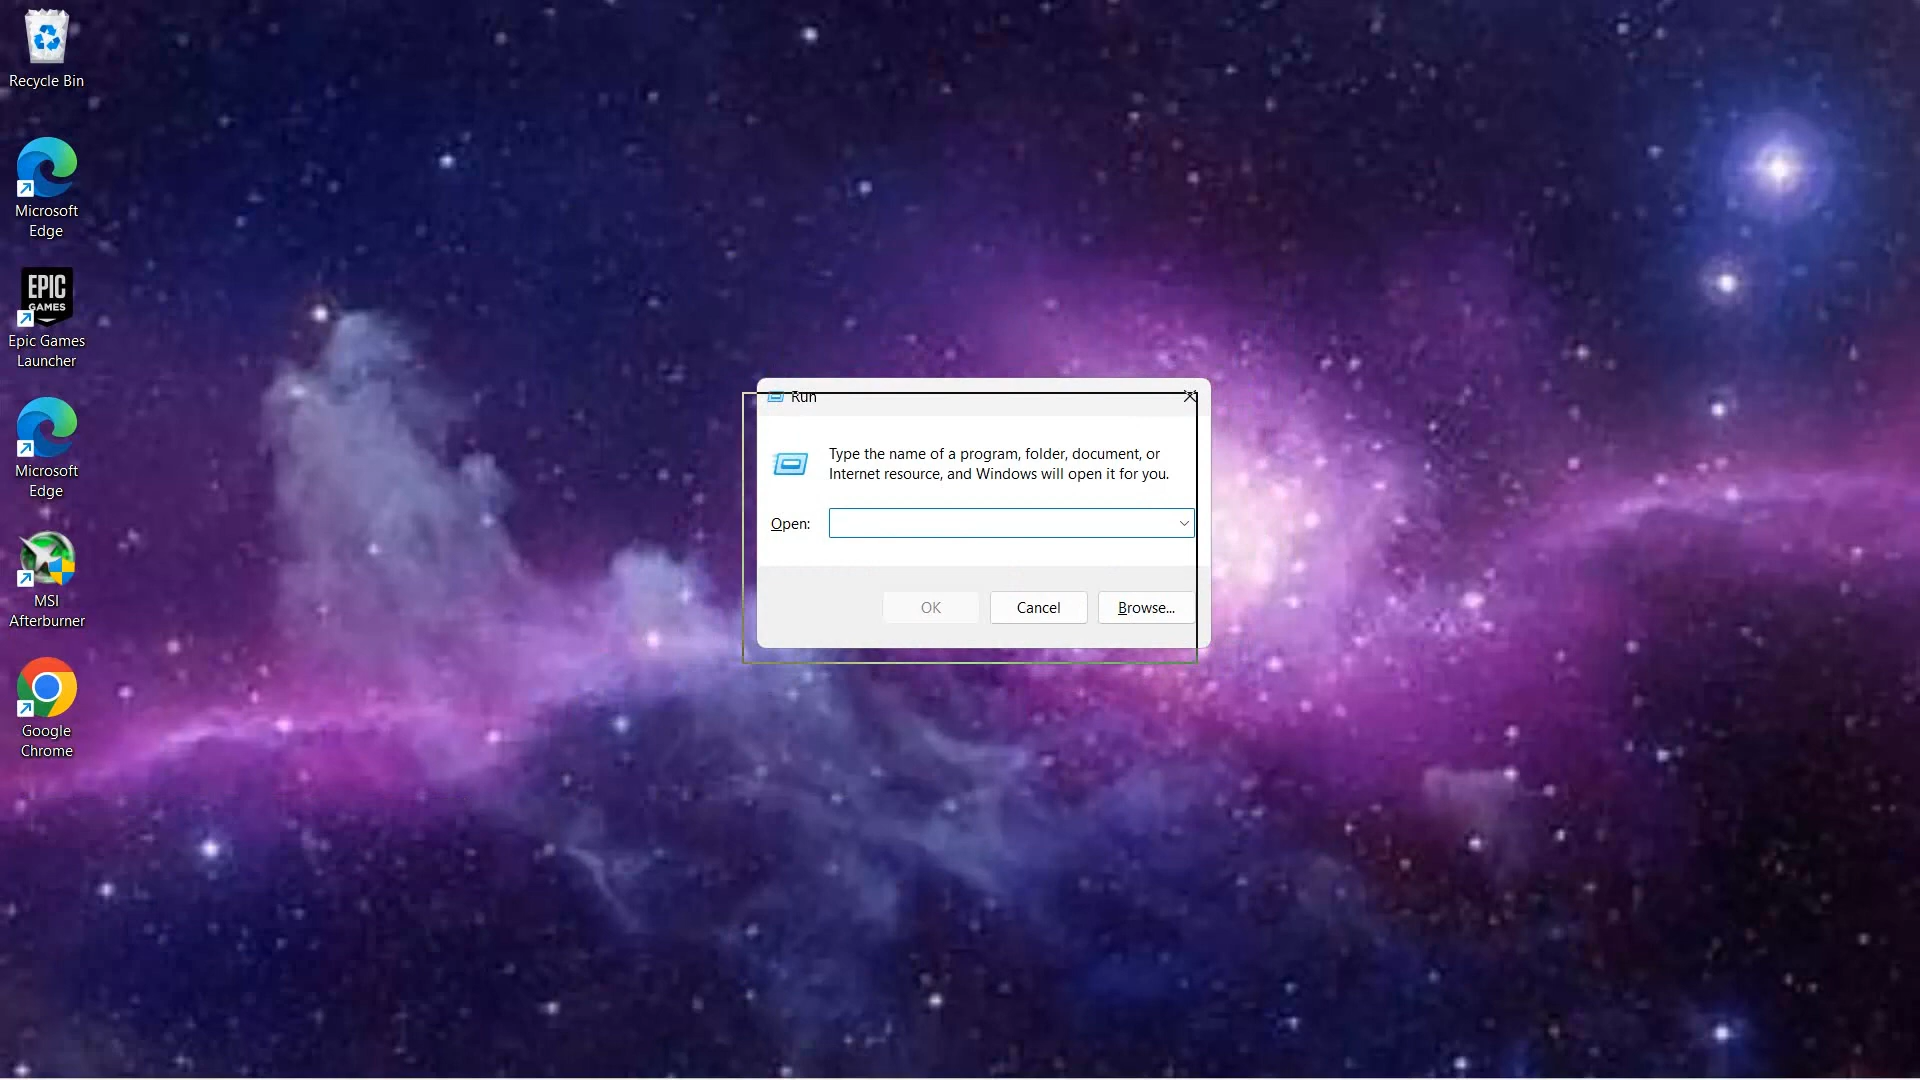 Recycle Bin
Microsoft
Edge
EPIC
GAMES
Epic Games
Launcher
Microsoft
Edge
MSI
Afterburner
Google
Chrome
Run
Type the name of a program, folder, document, or
Internet resource, and Windows will open it for you.
Open:
OK
Cancel
Browse...